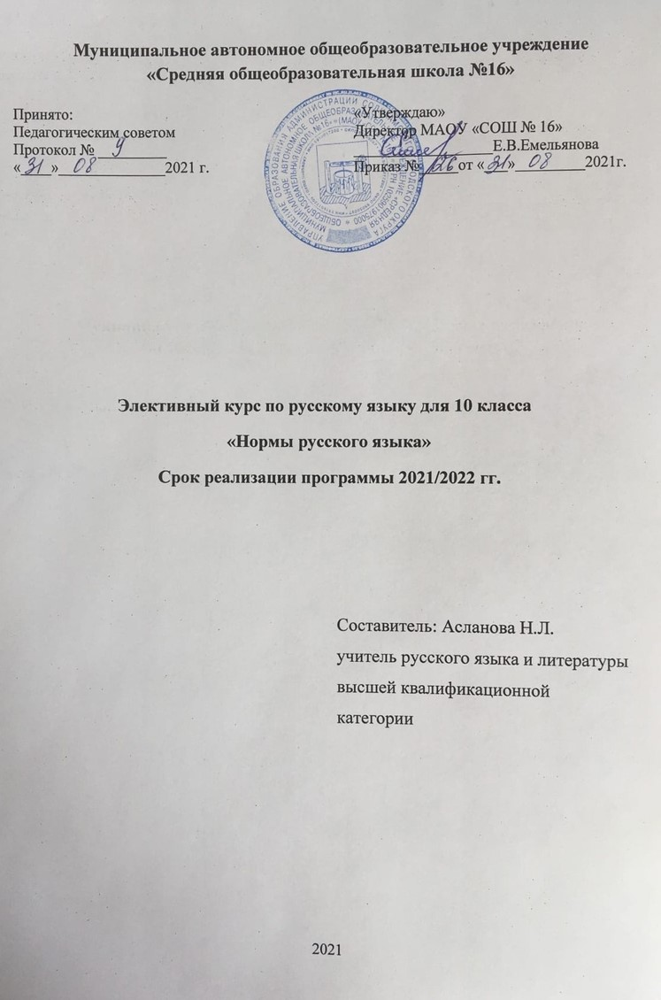 Муниципальное автономное общеобразовательное учреждение
«Средняя общеобразовательная школа №16»
Принято:
Педагогическим советом
Протокол № 9
«31» 08 2021 г.
«Утверждаю»
Директор МАОУ «СОШ № 16»
Е.В.Емельянова
Приказ № 126 от «31» 08 2021г.
Элективный курс по русскому языку для 10 класса
«Нормы русского языка»
Срок реализации программы 2021/2022 гг.
Составитель: Асланова Н.Л.
учитель русского языка и литературы
высшей квалификационной
категории
2021